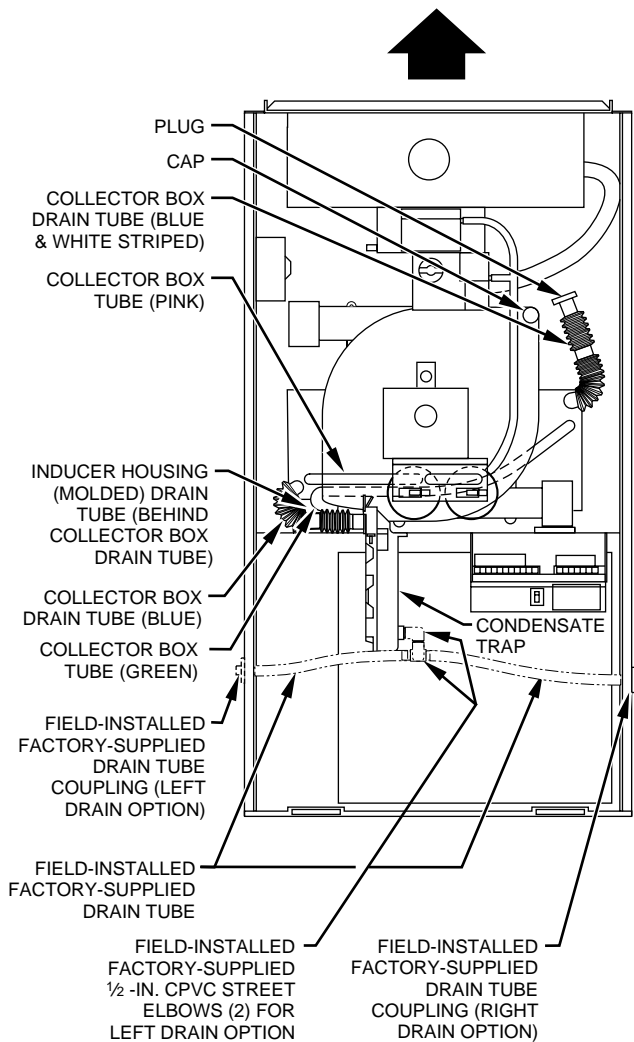 PLUG
CAP
COLLECTOR BOX
DRAIN TUBE (BLUE
& WHITE STRIPED)
COLLECTOR BOX
TUBE (PINK)
INDUCER HOUSING
(MOLDED) DRAIN
TUBE (BEHIND
COLLECTOR BOX
DRAIN TUBE)
COLLECTOR BOX
DRAIN TUBE (BLUE)
COLLECTOR BOX
TUBE (GREEN)
CONDENSATE
TRAP
FIELD-INSTALLED
FACTORY-SUPPLIED
DRAIN TUBE
COUPLING (LEFT
DRAIN OPTION)
FIELD-INSTALLED
FACTORY-SUPPLIED
DRAIN TUBE
FIELD-INSTALLED
FACTORY-SUPPLIED
½ -IN. CPVC STREET
ELBOWS (2) FOR
LEFT DRAIN OPTION
FIELD-INSTALLED
FACTORY-SUPPLIED
DRAIN TUBE
COUPLING (RIGHT
DRAIN OPTION)